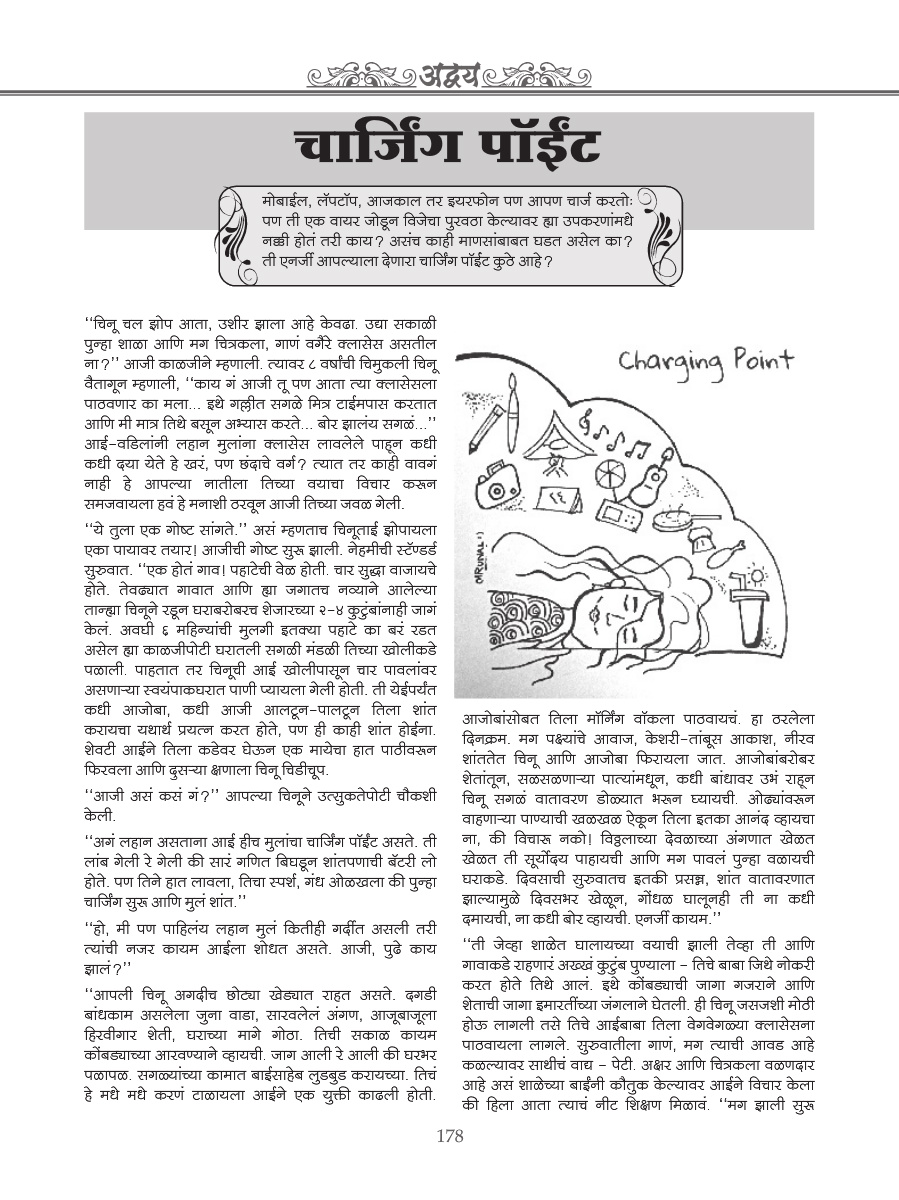 अद्वय
चार्जिंग पॉईंट
मोबाईल, लॅपटॉप, आजकाल तर इयरफोन पण आपण चार्ज करतोः
पण ती एक वायर जोडून विजेचा पुरवठा केल्यावर ह्या उपकरणांमधे
नक्की होतं तरी काय? असंच काही माणसांबाबत घडत असेल का?
ती एनर्जी आपल्याला देणारा चार्जिंग पॉईंट कुठे आहे?
‘‘चिनू चल झोप आता, उशीर झाला आहे केवढा. उद्या सकाळी
पुन्हा शाळा आणि मग चित्रकला, गाणं वगैरे क्लासेस असतील
ना?’’ आजी काळजीने म्हणाली. त्यावर ८ वर्षांची चिमुकली चिनू
वैतागून म्हणाली, ‘‘काय गं आजी तू पण आता त्या क्लासेसला
पाठवणार का मला... इथे गल्लीत सगळे मित्र टाईमपास करतात
आणि मी मात्र तिथे बसून अभ्यास करते... बोर झालंय सगळं...’’
आई-वडिलांनी लहान मुलांना क्लासेस लावलेले पाहून कधी
कधी दया येते हे खरं, पण छंदाचे वर्ग? त्यात तर काही वावगं
नाही हे आपल्या नातीला तिच्या वयाचा विचार करून
समजवायला हवं हे मनाशी ठरवून आजी तिच्या जवळ गेली.
‘‘ये तुला एक गोष्ट सांगते.’’ असं म्हणताच चिनूताई झोपायला
एका पायावर तयार! आजीची गोष्ट सुरू झाली. नेहमीची स्टॅण्डर्ड
सुरुवात. ‘‘एक होतं गाव! पहाटेची वेळ होती. चार सुद्धा वाजायचे
होते. तेवढ्यात गावात आणि ह्या जगातच नव्याने आलेल्या
तान्ह्या चिनूने रडून घराबरोबरच शेजारच्या २-४ कुटुंबांनाही जागं
केलं. अवघी ६ महिन्यांची मुलगी इतक्या पहाटे का बरं रडत
असेल ह्या काळजीपोटी घरातली सगळी मंडळी तिच्या खोलीकडे
पळाली. पाहतात तर चिनूची आई खोलीपासून चार पावलांवर
असणाऱ्या स्वयंपाकघरात पाणी प्यायला गेली होती. ती येईपर्यंत
कधी आजोबा, कधी आजी आलटून-पालटून तिला शांत
करायचा यथार्थ प्रयत्न करत होते, पण ही काही शांत होईना.
शेवटी आईने तिला कडेवर घेऊन एक मायेचा हात पाठीवरून
फिरवला आणि दुसऱ्या क्षणाला चिनू चिडीचूप.
‘‘आजी असं कसं गं?’’ आपल्या चिनूने उत्सुकतेपोटी चौकशी
केली.
‘‘अगं लहान असताना आई हीच मुलांचा चार्जिंग पॉईंट असते. ती
लांब गेली रे गेली की सारं गणित बिघडून शांतपणाची बॅटरी लो
होते. पण तिने हात लावला, तिचा स्पर्श, गंध ओळखला की पुन्हा
चार्जिंग सुरू आणि मुलं शांत.’’
‘‘हो, मी पण पाहिलंय लहान मुलं कितीही गर्दीत असली तरी
त्यांची नजर कायम आईला शोधत असते. आजी, पुढे काय
झालं?’’
‘‘आपली चिनू अगदीच छोट्या खेड्यात राहत असते. दगडी
बांधकाम असलेला जुना वाडा, सारवलेलं अंगण, आजूबाजूला
हिरवीगार शेती, घराच्या मागे गोठा. तिची सकाळ कायम
कोंबड्याच्या आरवण्याने व्हायची. जाग आली रे आली की घरभर
पळापळ. सगळ्यांच्या कामात बाईसाहेब लुडबुड करायच्या. तिचं
हे मधे मधे करणं टाळायला आईने एक युक्ती काढली होती.
Charging Point
१६
MRUNAL :)
आजोबांसोबत तिला मॉर्निंग वॉकला पाठवायचं. हा ठरलेला
दिनक्रम. मग पक्ष्यांचे आवाज, केशरी-तांबूस आकाश, नीरव
शांततेत चिनू आणि आजोबा फिरायला जात. आजोबांबरोबर
शेतांतून, सळसळणाऱ्या पात्यांमधून, कधी बांधावर उभं राहून
चिनू सगळं वातावरण डोळ्यात भरून घ्यायची. ओढ्यांवरून
वाहणाऱ्या पाण्याची खळखळ ऐकून तिला इतका आनंद व्हायचा
ना, की विचारू नको! विठ्ठलाच्या देवळाच्या अंगणात खेळत
खेळत ती सूर्योदय पाहायची आणि मग पावलं पुन्हा वळायची
घराकडे. दिवसाची सुरुवातच इतकी प्रसन्न, शांत वातावरणात
झाल्यामुळे दिवसभर खेळून, गोंधळ घालूनही ती ना कधी
दमायची, ना कधी बोर व्हायची. एनर्जी कायम.’’
‘‘ती जेव्हा शाळेत घालायच्या वयाची झाली तेव्हा ती आणि
गावाकडे राहणारं अख्खं कुटुंब पुण्याला - तिचे बाबा जिथे नोकरी
करत होते तिथे आलं. इथे कोंबड्याची जागा गजराने आणि
शेताची जागा इमारतींच्या जंगलाने घेतली. ही चिनू जसजशी मोठी
होऊ लागली तसे तिचे आईबाबा तिला वेगवेगळ्या क्लासेसना
पाठवायला लागले. सुरुवातीला गाणं, मग त्याची आवड आहे
कळल्यावर साथीचं वाद्य - पेटी. अक्षर आणि चित्रकला वळणदार
आहे असं शाळेच्या बाईंनी कौतुक केल्यावर आईने विचार केला
की हिला आता त्याचं नीट शिक्षण मिळावं. ‘‘मग झाली सुरू
178